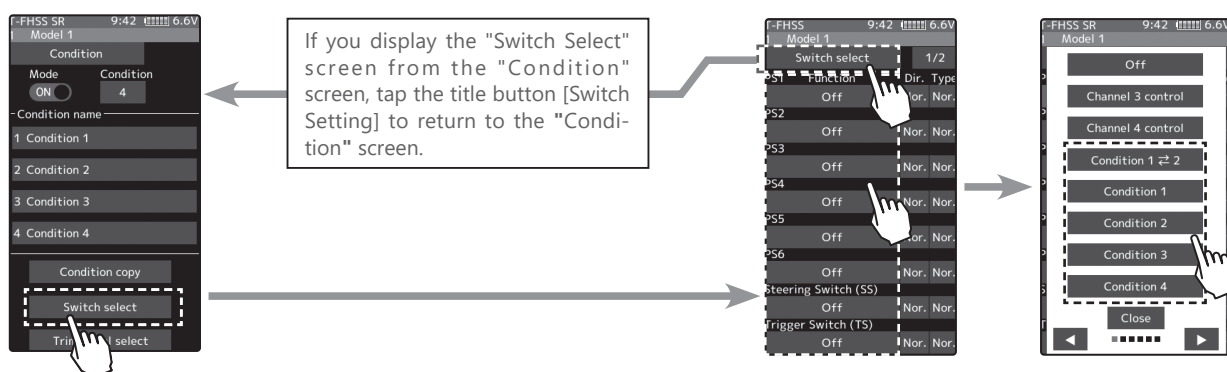 T-FHSS SR 9:42 6.6V
Model 1
Condition
Mode Condition
ON 4
Condition name
1 Condition 1
2 Condition 2
3 Condition 3
4 Condition 4
Condition copy
Switch select
select
If you display the "Switch Select"
screen from the "Condition"
screen, tap the title button [Switch
Setting] to return to the "Condi-
tion" screen.
T-FHSS 9:42 6.6V
Model 1
Switch select 1/2
PS1 Function Dir. Type
Off Nor. Nor.
PS2
Off Nor. Nor.
PS3
Off Nor. Nor.
PS4
Off Nor. Nor.
PS5
Off Nor. Nor.
PS6
Off Nor. Nor.
Steering Switch (SS)
Off Nor. Nor.
Trigger Switch (TS)
Off Nor. Nor.
T-FHSS SR 9:42 6.6V
Model 1
Off
Channel 3 control
Channel 4 control
Condition 1 ⇄ 2
Condition 1
Condition 2
Condition 3
Condition 4
Close